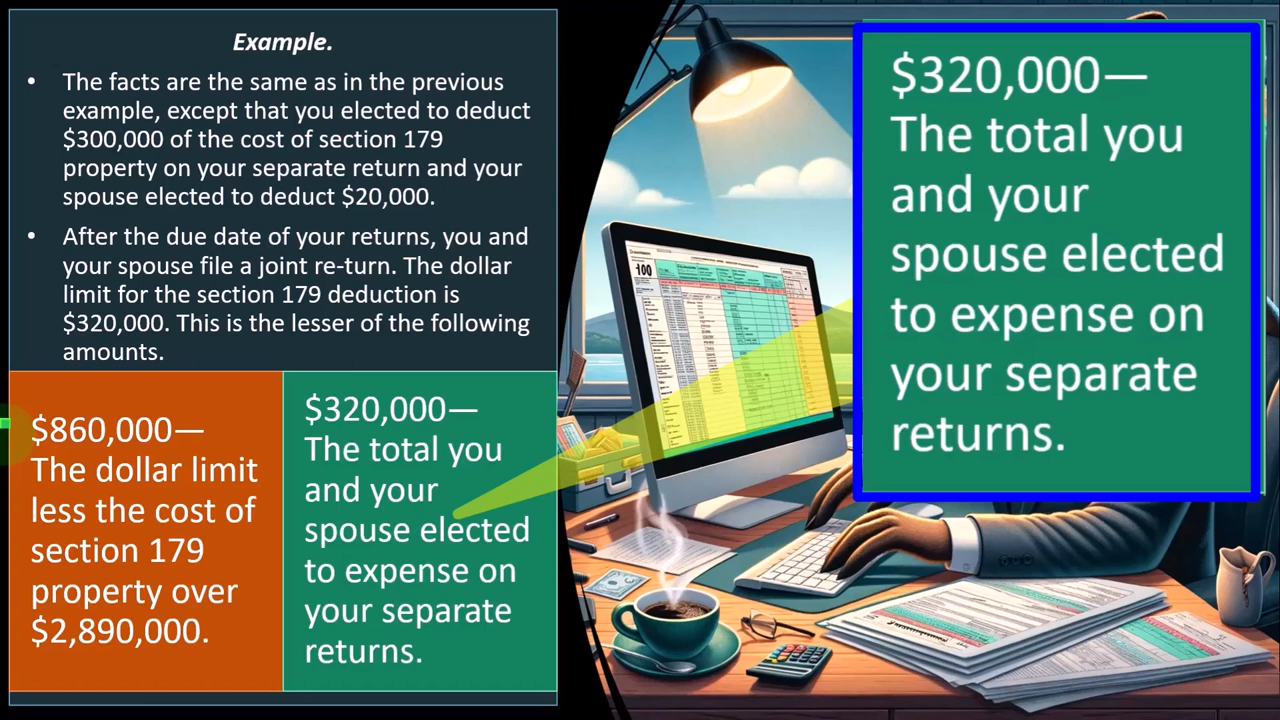 Example.
• The facts are the same as in the previous
example, except that you elected to deduct
$300,000 of the cost of section 179
property on your separate return and your
spouse elected to deduct $20,000.
• After the due date of your returns, you and
your spouse file a joint re-turn. The dollar
limit for the section 179 deduction is
$320,000. This is the lesser of the following
amounts.
$860,000—
The dollar limit
less the cost of
section 179
property over
$2,890,000.
$320,000—
The total you
and your
spouse elected
to expense on
your separate
returns.
100
$320,000—
The total you
and your
spouse elected
to expense on
your separate
returns.